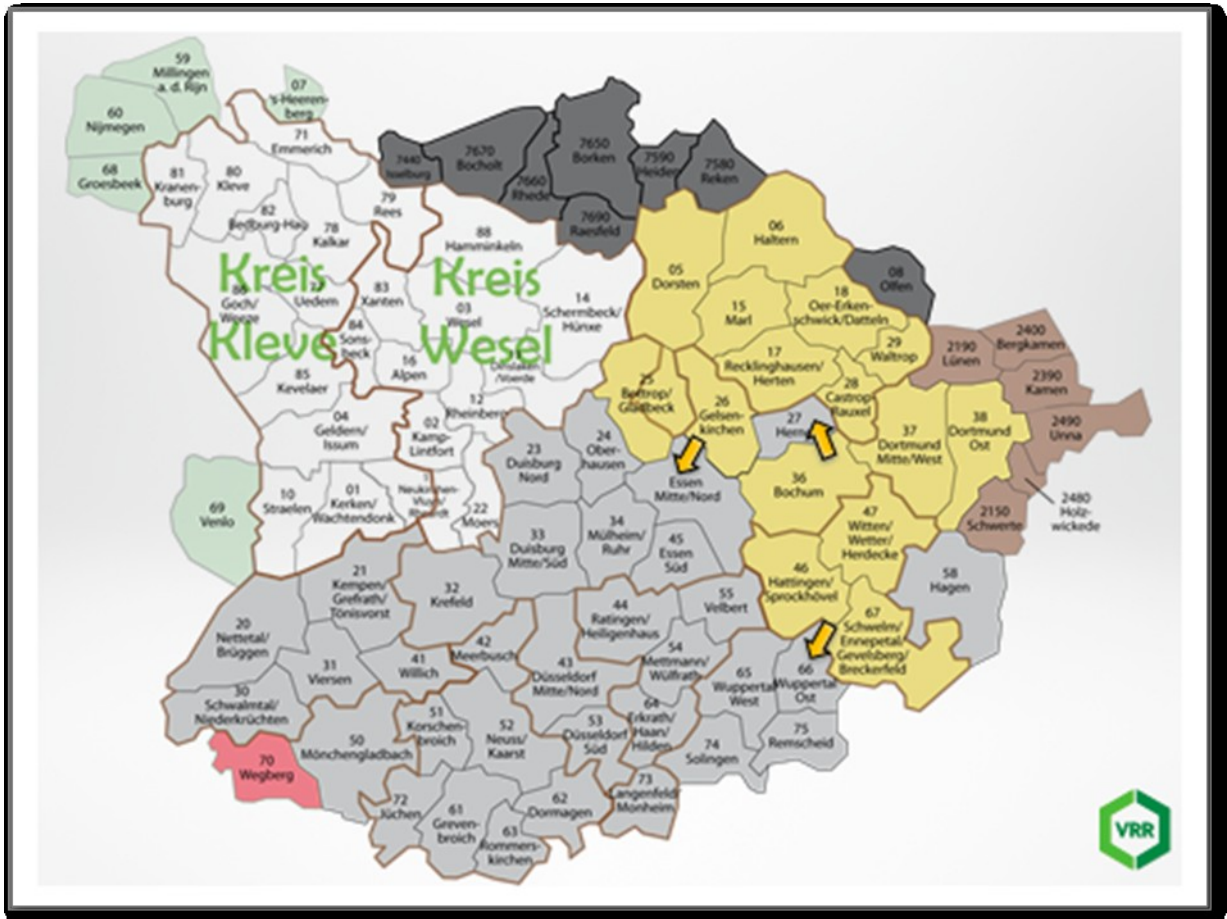 59
Millingen
a. d. Rijn
07
's-Heeren-
berg
60
Nijmegen
68
Groesbeek
71
Emmerich
81
Kranen-
burg
80
Kleve
79
Rees
82
Bedburg-Hau
78
Kalkar
7440
Isselburg
7670
Bocholt
7660
Rhede
7650
Borken
7590
Heiden
7580
Reken
7690
Raesfeld
88
Hamminkeln
Kreis
Kleve
Kreis
Wesel
Goch/
Weeze
Uedem
83
Xanten
03
Wesel
14
Schermbeck/
Hünxe
84
Sons-
beck
16
Alpen
Dinslaken
/Voerde
85
Kevelaer
04
Geldern/
Issum
02
Kamp-
Lintfort
12
Rheinberg
10
Straelen
01
Kerken/
Wachtendonk
Neukirchen-
Vluyn/
Rheurdt
22
Moers
69
Venlo
06
Haltern
05
Dorsten
08
Olfen
15
Marl
18
Oer-Erken-
schwick/Datteln
29
Waltrop
17
Recklinghausen/
Herten
28
Castrop-
Rauxel
25
Bottrop/
Gladbeck
26
Gelsen-
kirchen
27
Herne
37
Dortmund
Mitte/West
38
Dortmund
Ost
2190
Lünen
2400
Bergkamen
2390
Kamen
2490
Unna
2480
Holz-
wickede
2150
Schwerte
23
Duisburg
Nord
24
Ober-
hausen
Essen
Mitte/Nord
36
Bochum
47
Witten/
Wetter/
Herdecke
33
Duisburg
Mitte/Süd
34
Mülheim/
Ruhr
45
Essen
Süd
46
Hattingen/
Sprockhövel
58
Hagen
67
Schwelm/
Ennepetal/
Gevelsberg/
Breckerfeld
21
Kempen/
Grefrath/
Tönisvorst
32
Krefeld
20
Nettetal/
Brüggen
31
Viersen
41
Willich
42
Meerbusch
43
Düsseldorf
Mitte/Nord
44
Ratingen/
Heiligenhaus
55
Velbert
54
Mettmann/
Wülfrath
65
Wuppertal
West
66
Wuppertal
Ost
30
Schwalmtal/
Niederkrüchten
70
Wegberg
50
Mönchengladbach
51
Korschen-
broich
52
Neuss/
Kaarst
53
Düsseldorf
Süd
64
Erkrath/
Haan/
Hilden
74
Solingen
75
Remscheid
72
Jüchen
61
Greven-
broich
63
Rommers-
kirchen
62
Dormagen
73
Langenfeld/
Monheim
VRR